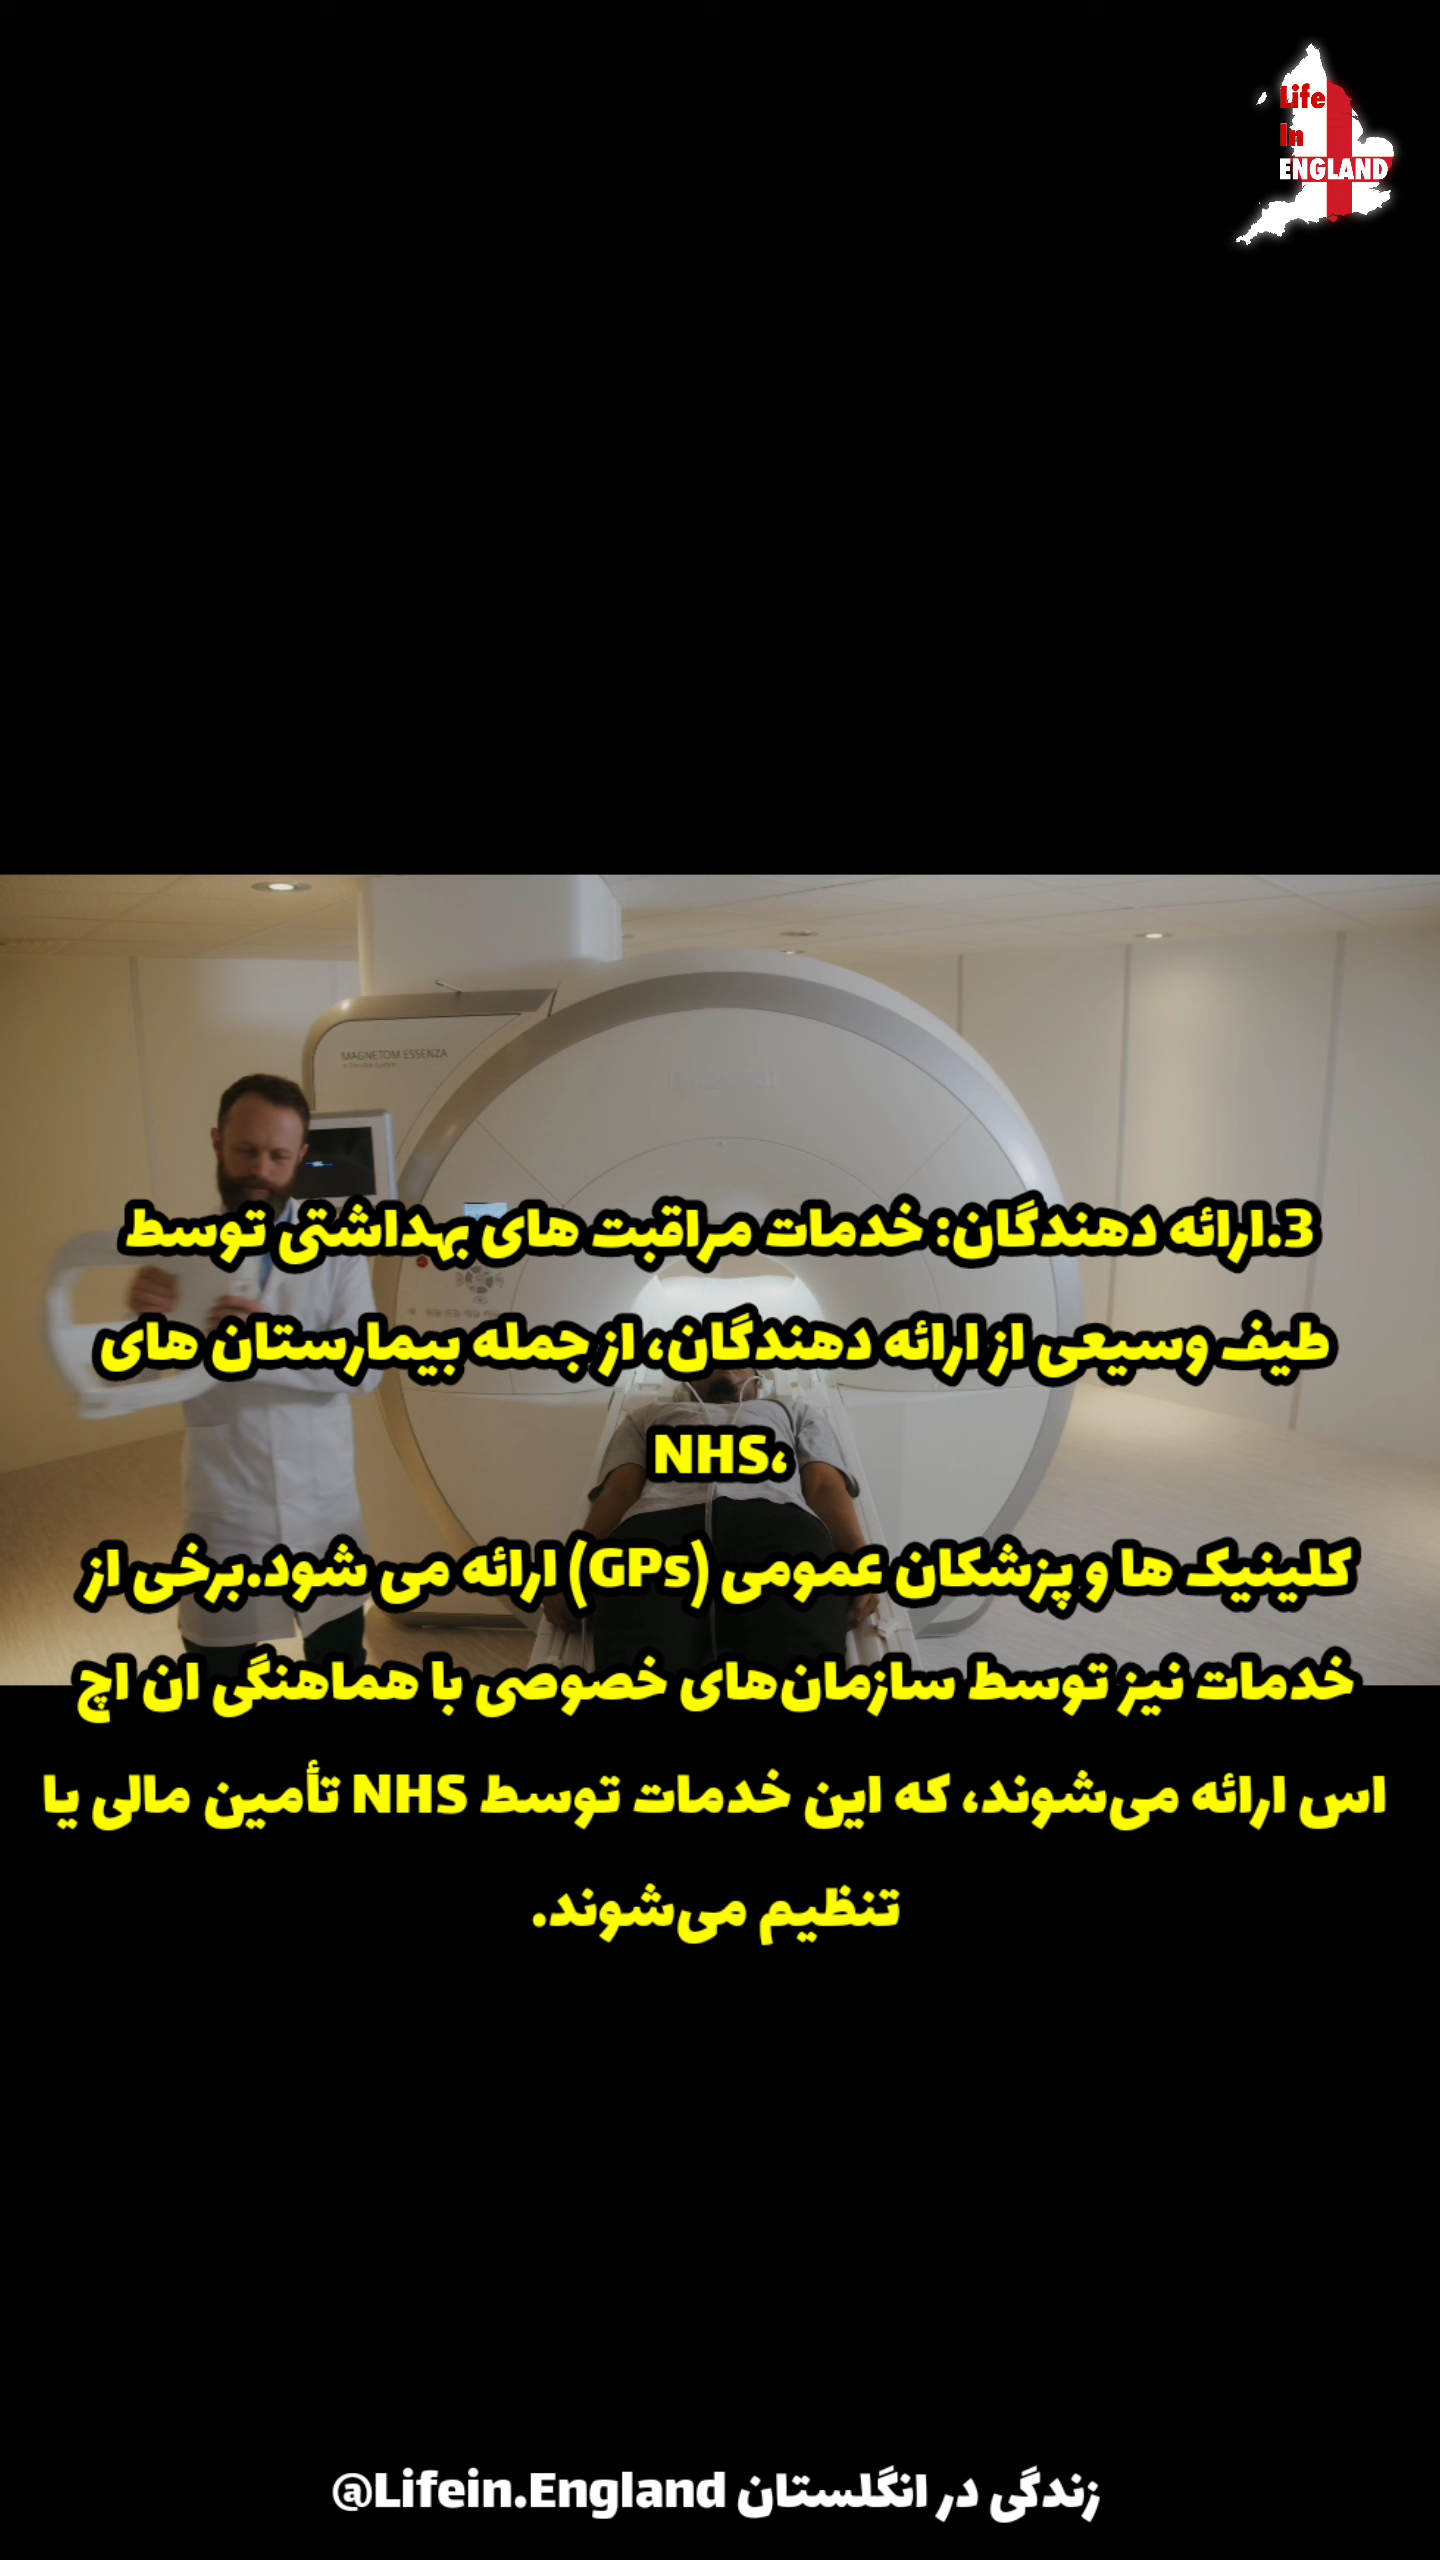 Life
In
ENGLAND
MAGNETOM ESSENZA
3.ارائه دهندگان: خدمات مراقبت های بهداشتی توسط
طیف وسیعی از ارائه دهندگان، از جمله بیمارستان های
NHS،
کلینیک ها و پزشکان عمومی (GPs) ارائه می شود.برخی از
خدمات نیز توسط سازمان‌های خصوصی با هماهنگی ان اچ
اس ارائه می‌شوند، که این خدمات توسط NHS تأمین مالی یا
تنظیم می‌شوند.
زندگی در انگلستان @Lifein.England